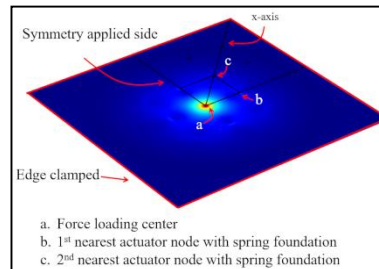 x-axis
Symmetry applied side
c
b
a
Edge clamped
a. Force loading center
b. 1st nearest actuator node with spring foundation
c. 2nd nearest actuator node with spring foundation